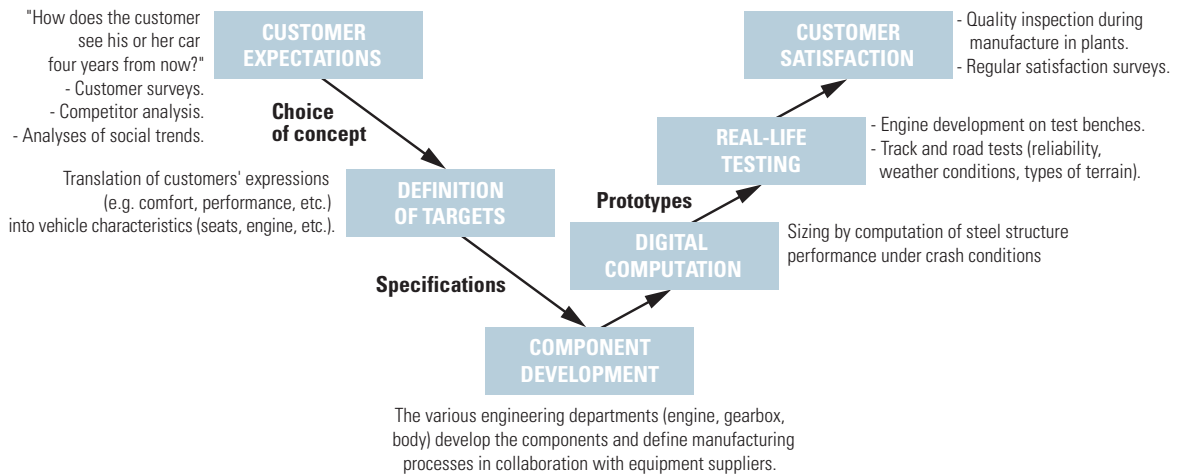 "How does the customer
see his or her car
four years from now?"
- Customer surveys.
- Competitor analysis.
- Analyses of social trends.
CUSTOMER
EXPECTATIONS
Choice
of concept
Translation of customers' expressions
(e.g. comfort, performance, etc.)
into vehicle characteristics (seats, engine, etc.).
DEFINITION
OF TARGETS
Specifications
COMPONENT
DEVELOPMENT
The various engineering departments (engine, gearbox,
body) develop the components and define manufacturing
processes in collaboration with equipment suppliers.
DIGITAL
COMPUTATION
Sizing by computation of steel structure
performance under crash conditions
Prototypes
REAL-LIFE
TESTING
- Engine development on test benches.
- Track and road tests (reliability,
weather conditions, types of terrain).
CUSTOMER
SATISFACTION
- Quality inspection during
manufacture in plants.
- Regular satisfaction surveys.